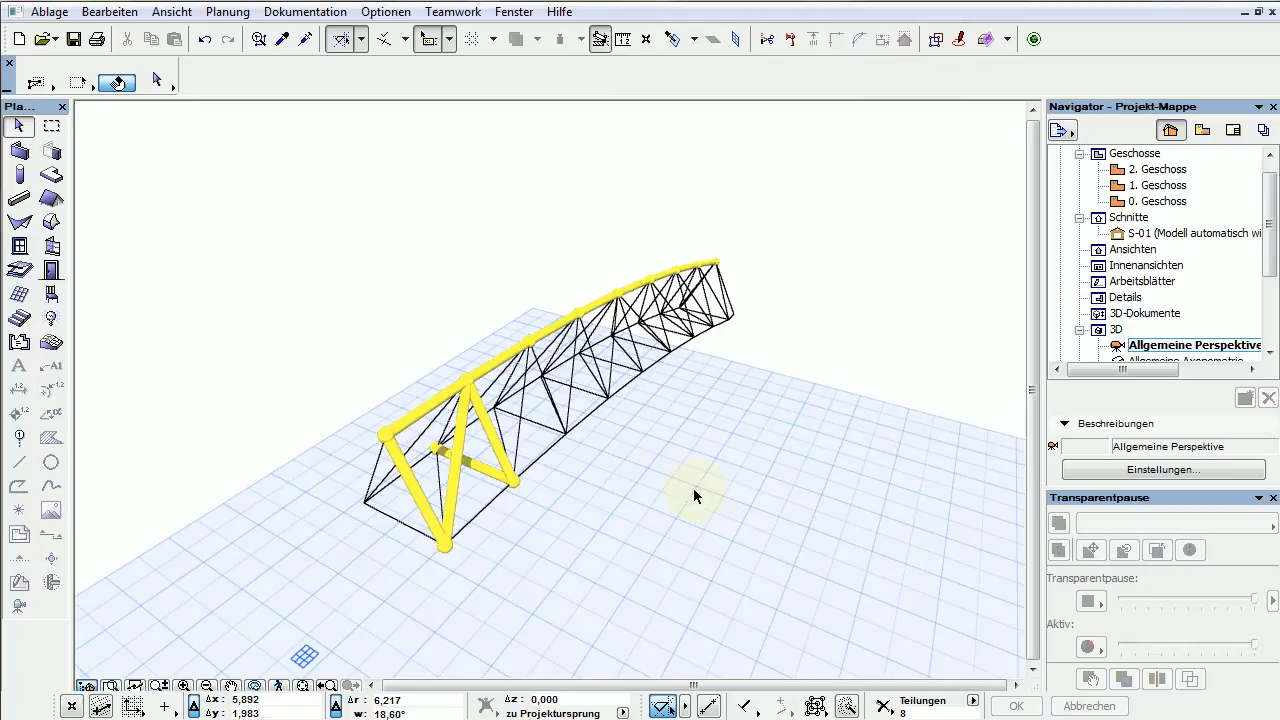 Ablage Bearbeiten Ansicht Planung Dokumentation Optionen Teamwork Fenster Hilfe
Pla...
Navigator - Projekt-Mappe
Geschosse
2. Geschoss
1. Geschoss
0. Geschoss
Schnitte
S-01 (Modell automatisch wi
Ansichten
Innenansichten
Arbeitsblätter
Details
3D-Dokumente
3D
Allgemeine Perspektive
Allgemeine Axonometrie
Beschreibungen
Allgemeine Perspektive
Einstellungen...
Transparentpause
Transparentpause:
Aktiv:
Δx: 5,892
Δy: 1,983
Δr: 6,217
w: 18,60°
Δz: 0,000
zu Projektursprung
Teilungen
8
OK
Abbrechen